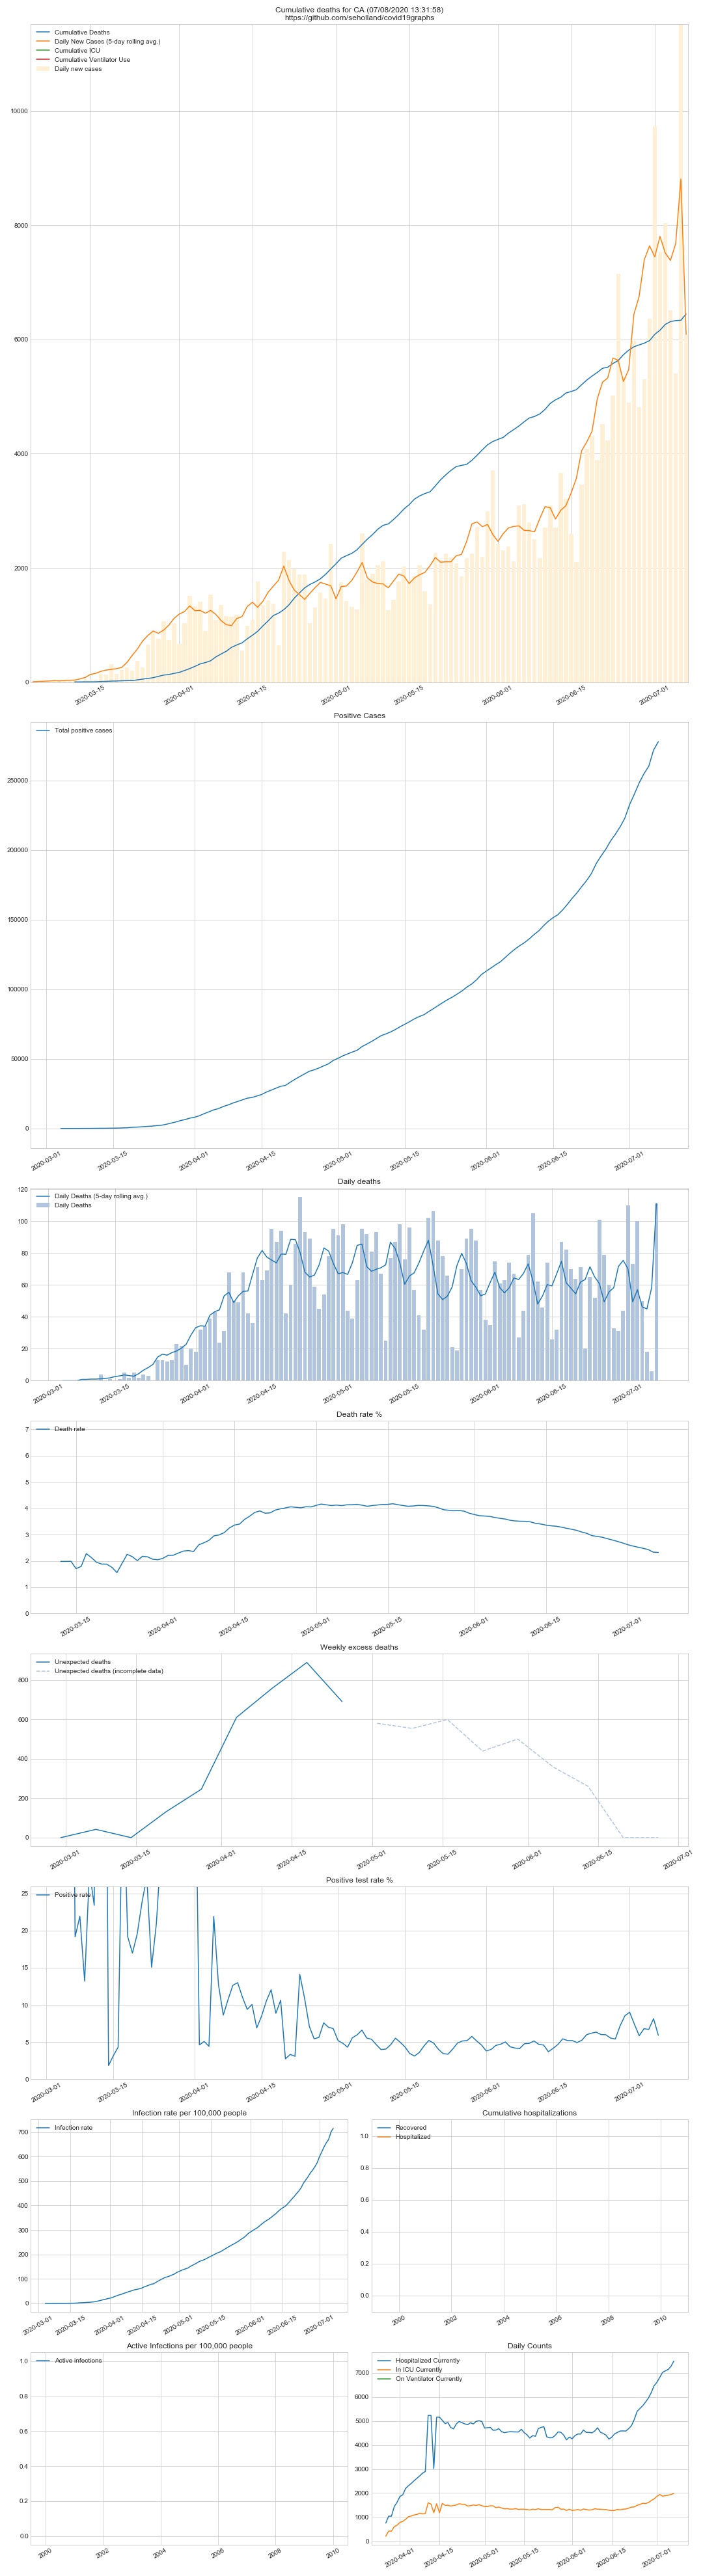 Cumulative deaths for CA (07/08/2020 13:31:58)
https://github.com/seholland/covid19graphs
Cumulative Deaths
Daily New Cases (5-day rolling avg.)
Cumulative ICU
Cumulative Ventilator Use
Daily new cases
10000
8000
6000
4000
2000
0
2020-03-15 2020-04-01 2020-04-15 2020-05-01 2020-05-15 2020-06-01 2020-06-15 2020-07-01
Positive Cases
Total positive cases
250000
200000
150000
100000
50000
0
2020-03-01 2020-03-15 2020-04-01 2020-04-15 2020-05-01 2020-05-15 2020-06-01 2020-06-15 2020-07-01
Daily deaths
Daily Deaths (5-day rolling avg.)
Daily Deaths
120
100
80
60
40
20
0
2020-03-01 2020-03-15 2020-04-01 2020-04-15 2020-05-01 2020-05-15 2020-06-01 2020-06-15 2020-07-01
Death rate %
Death rate
7
6
5
4
3
2
1
0
2020-03-15 2020-04-01 2020-04-15 2020-05-01 2020-05-15 2020-06-01 2020-06-15 2020-07-01
Weekly excess deaths
Unexpected deaths
Unexpected deaths (incomplete data)
800
600
400
200
0
2020-03-01 2020-03-15 2020-04-01 2020-04-15 2020-05-01 2020-05-15 2020-06-01 2020-06-15 2020-07-01
Positive test rate %
Positive rate
25
20
15
10
5
0
2020-03-01 2020-03-15 2020-04-01 2020-04-15 2020-05-01 2020-05-15 2020-06-01 2020-06-15 2020-07-01
Infection rate per 100,000 people
Infection rate
700
600
500
400
300
200
100
0
2020-03-01 2020-03-15 2020-04-01 2020-04-15 2020-05-01 2020-05-15 2020-06-01 2020-06-15 2020-07-01
Cumulative hospitalizations
Recovered
Hospitalized
1.0
0.8
0.6
0.4
0.2
0.0
2000 2002 2004 2006 2008 2010
Active Infections per 100,000 people
Active infections
1.0
0.8
0.6
0.4
0.2
0.0
2000 2002 2004 2006 2008 2010
Daily Counts
Hospitalized Currently
In ICU Currently
On Ventilator Currently
7000
6000
5000
4000
3000
2000
1000
0
2020-04-01 2020-04-15 2020-05-01 2020-05-15 2020-06-01 2020-06-15 2020-07-01